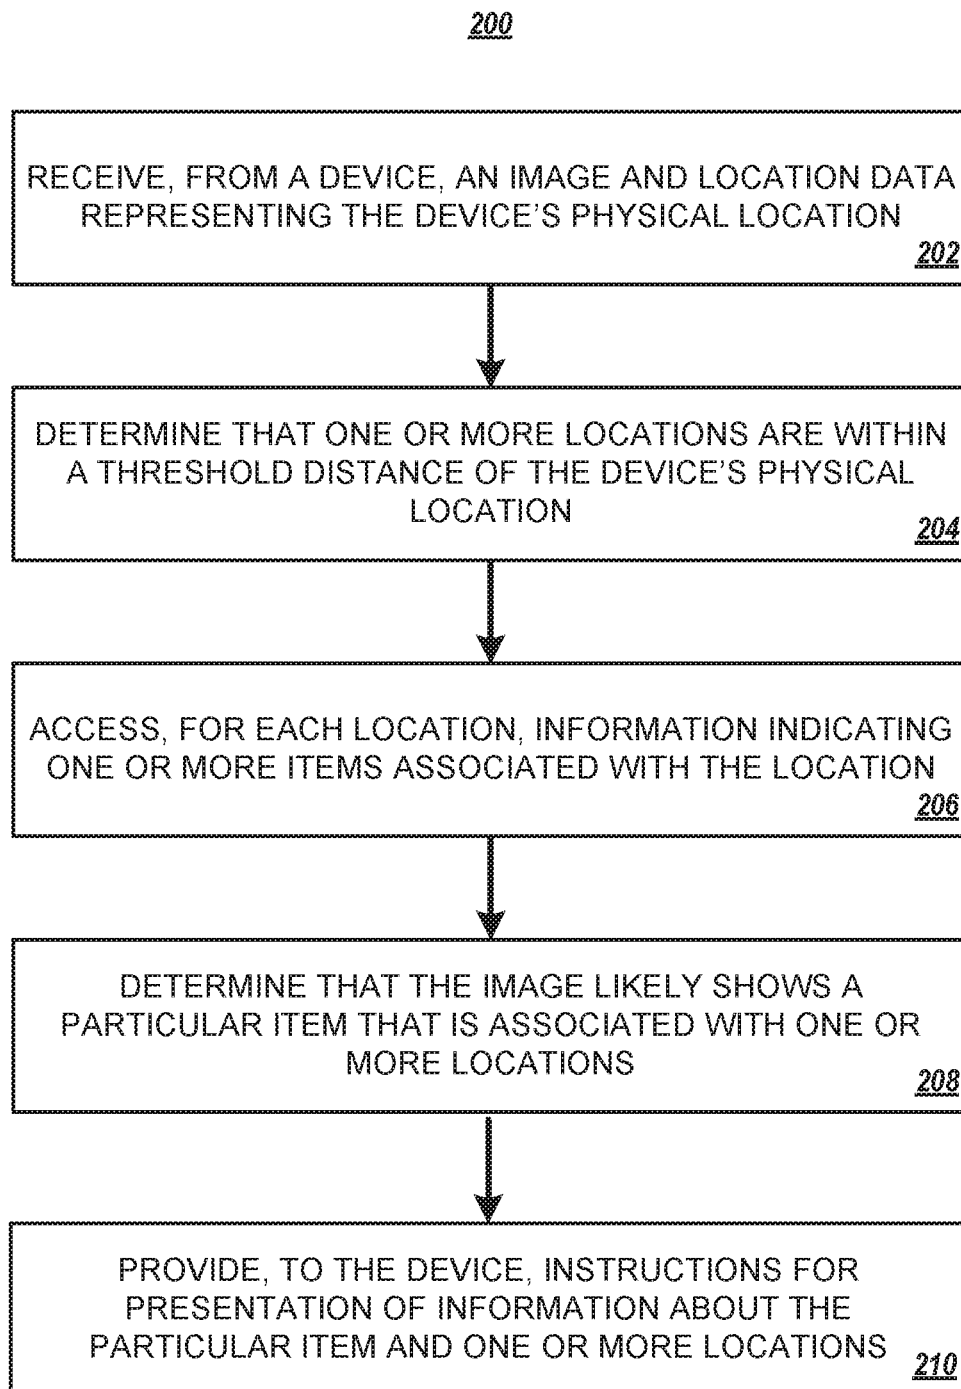 200
RECEIVE, FROM A DEVICE, AN IMAGE AND LOCATION DATA
REPRESENTING THE DEVICE'S PHYSICAL LOCATION
202
DETERMINE THAT ONE OR MORE LOCATIONS ARE WITHIN
A THRESHOLD DISTANCE OF THE DEVICE'S PHYSICAL
LOCATION
204
ACCESS, FOR EACH LOCATION, INFORMATION INDICATING
ONE OR MORE ITEMS ASSOCIATED WITH THE LOCATION
206
DETERMINE THAT THE IMAGE LIKELY SHOWS A
PARTICULAR ITEM THAT IS ASSOCIATED WITH ONE OR
MORE LOCATIONS
208
PROVIDE, TO THE DEVICE, INSTRUCTIONS FOR
PRESENTATION OF INFORMATION ABOUT THE
PARTICULAR ITEM AND ONE OR MORE LOCATIONS
210